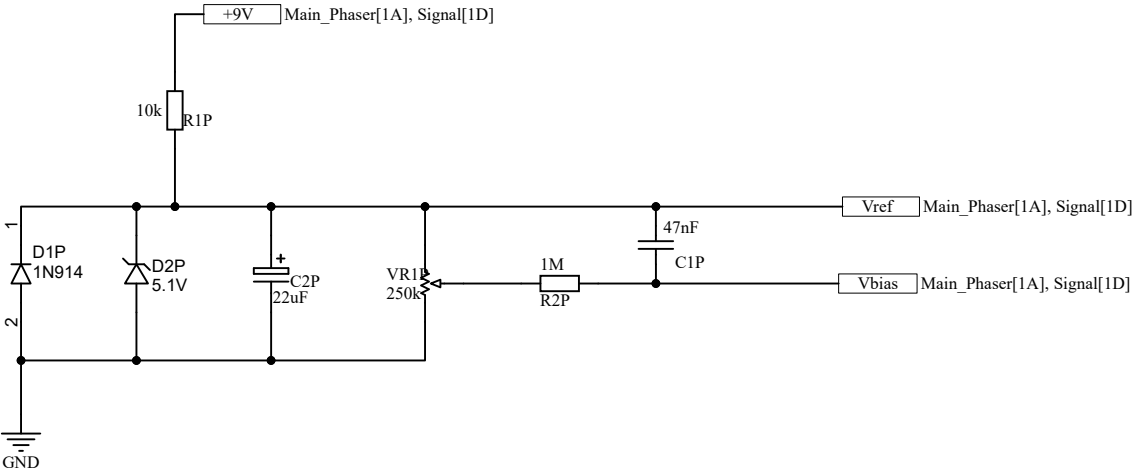 +9V Main_Phaser[1A], Signal[1D]
10k
R1P
Vref Main_Phaser[1A], Signal[1D]
1
47nF
D1P
1N914
D2P
5.1V
C2P
22uF
VR1P
250k
1M
R2P
C1P
Vbias Main_Phaser[1A], Signal[1D]
2
GND